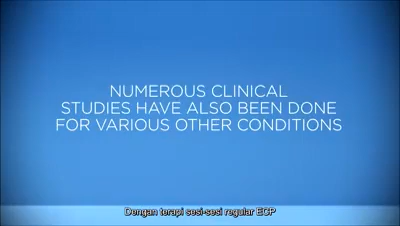 NUMEROUS CLINICAL
STUDIES HAVE ALSO BEEN DONE
FOR VARIOUS OTHER CONDITIONS
Dengan terapi sesi-sesi regular ECP